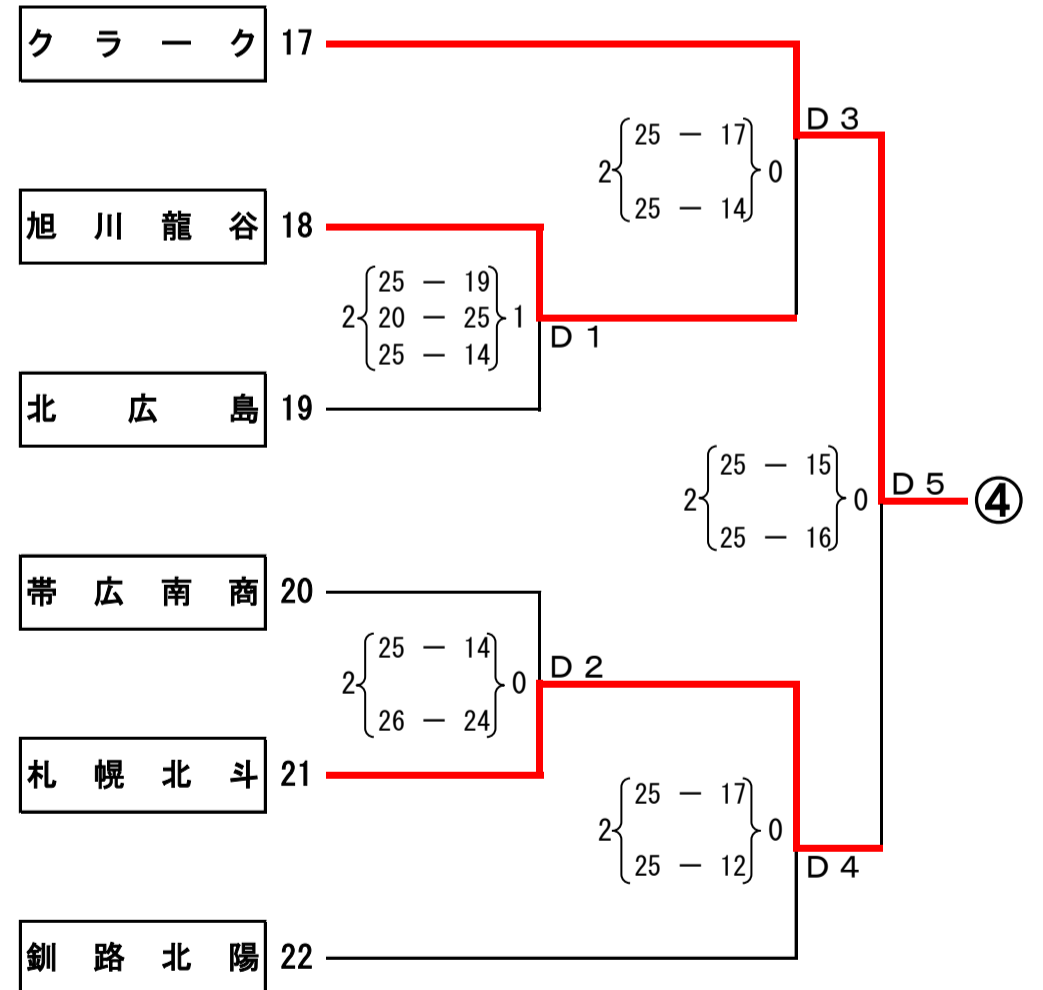 クラーク 17
D3
25 － 17
2 0
25 － 14
旭川龍谷 18
25 － 19
2 20 － 25 1
25 － 14
D1
北広島 19
25 － 15
2 0
25 － 16
D5 ④
帯広南商 20
25 － 14
2 0
26 － 24
D2
札幌北斗 21
25 － 17
2 0
25 － 12
D4
釧路北陽 22